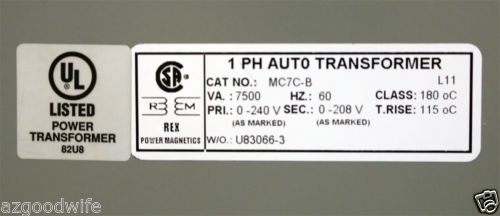 UL
LISTED
POWER
TRANSFORMER
82U8
SA
REX
POWER MAGNETICS
1 PH AUTO TRANSFORMER
CAT NO.: MC7C-B L11
VA. : 7500 HZ. : 60 CLASS: 180 oC
PRI. : 0-240 V SEC. : 0-208 V T.RISE: 115 oC
(AS MARKED) (AS MARKED)
W/O.: U83066-3
azgoodwife